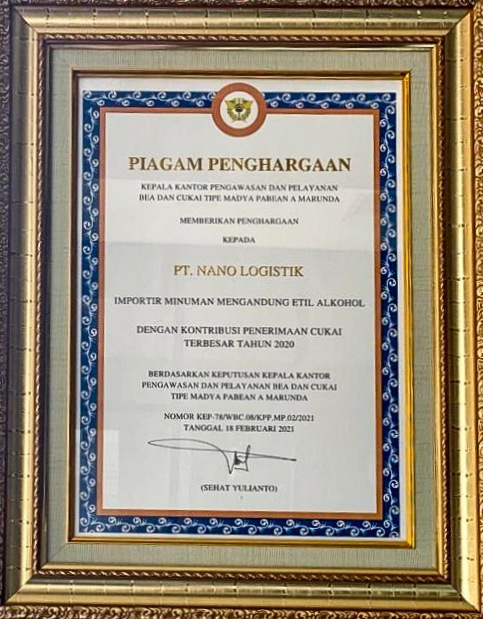 PIAGAM PENGHARGAAN
KEPALA KANTOR PENGAWASAN DAN PELAYANAN
BEA DAN CUKAI TIPE MADYA PABEAN A MARUNDA
MEMBERIKAN PENGHARGAAN
KEPADA
PT. NANO LOGISTIK
IMPORTIR MINUMAN MENGANDUNG ETIL ALKOHOL
DENGAN KONTRIBUSI PENERIMAAN CUKAI
TERBESAR TAHUN 2020
BERDASARKAN KEPUTUSAN KEPALA KANTOR
PENGAWASAN DAN PELAYANAN BEA DAN CUKAI
TIPE MADYA PABEAN A MARUNDA
NOMOR KEP-78/WBC.08/KPP.MP.02/2021
TANGGAL 18 FEBRUARI 2021
(SEHAT YULIANTO)